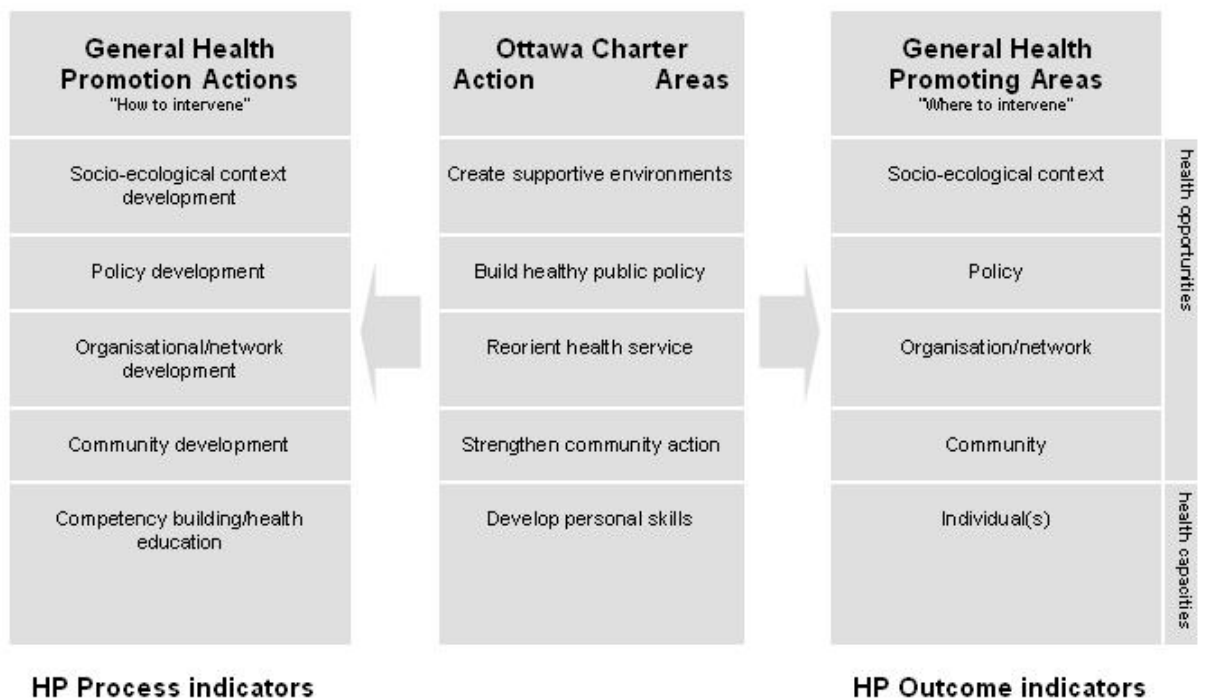 General Health
Promotion Actions
"How to intervene"
Socio-ecological context
development
Policy development
Organisational/network
development
Community development
Competency building/health
education
HP Process indicators
Ottawa Charter
Action Areas
Create supportive environments
Build healthy public policy
Reorient health service
Strengthen community action
Develop personal skills
General Health
Promoting Areas
"Where to intervene"
Socio-ecological context
Policy
Organisation/network
Community
Individual(s)
health opportunities
health capacities
HP Outcome indicators